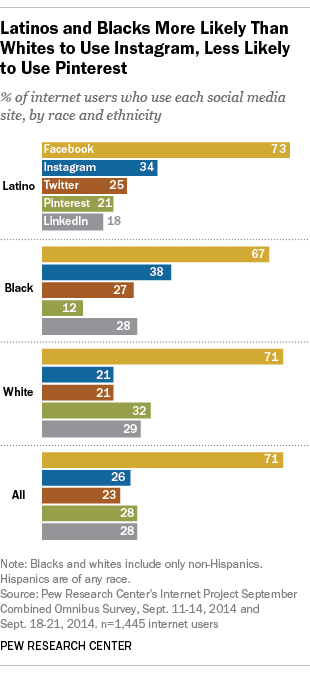 Latinos and Blacks More Likely Than
Whites to Use Instagram, Less Likely
to Use Pinterest
% of internet users who use each social media
site, by race and ethnicity
Latino
Facebook 73
Instagram 34
Twitter 25
Pinterest 21
LinkedIn 18
Black
67
38
27
12
28
White
71
21
21
32
29
All
71
26
23
28
28
Note: Blacks and whites include only non-Hispanics.
Hispanics are of any race.
Source: Pew Research Center's Internet Project September
Combined Omnibus Survey, Sept. 11-14, 2014 and
Sept. 18-21, 2014. n=1,445 internet users
PEW RESEARCH CENTER